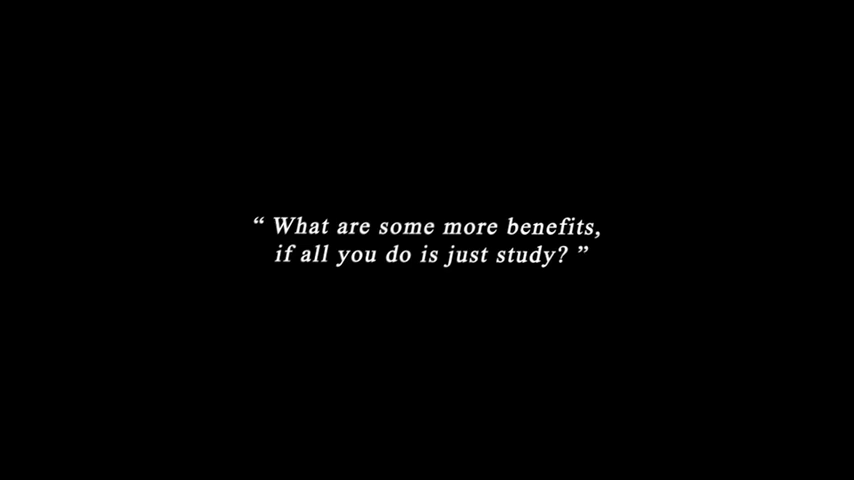 “ What are some more benefits,
if all you do is just study? ”